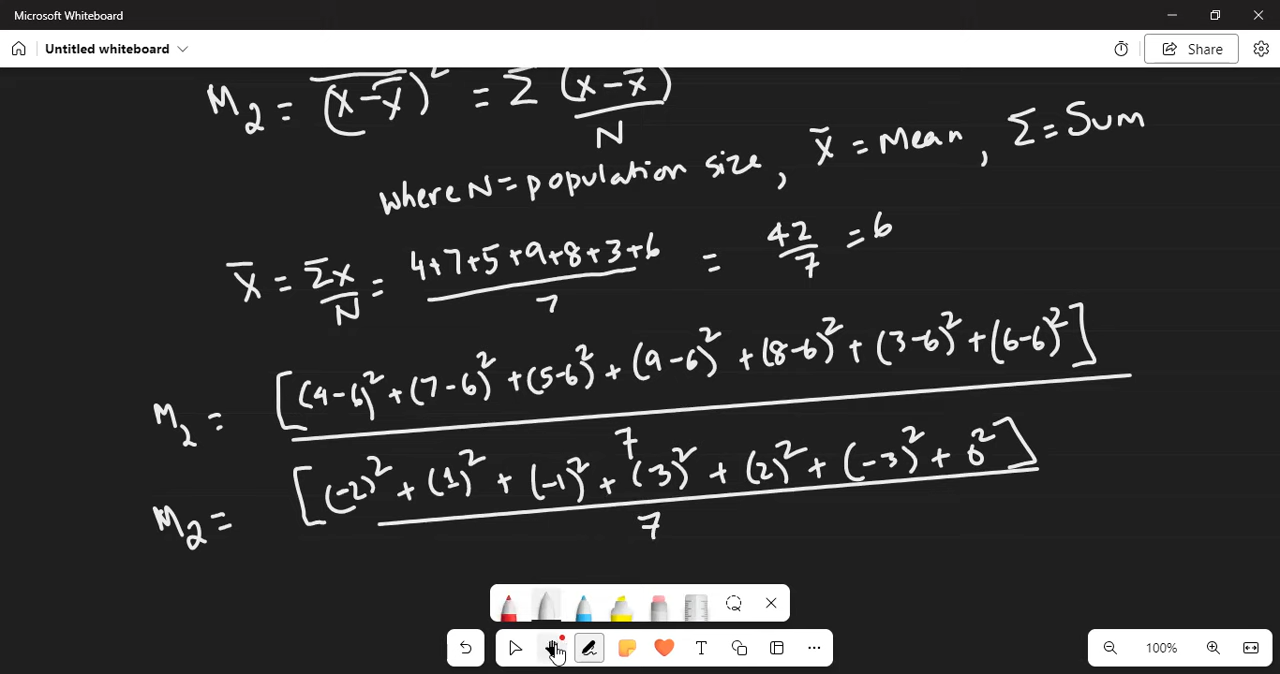 Microsoft Whiteboard
Untitled whiteboard
Share
M₂ = \overline{(X-X̄)²} = Σ (X-X̄) / N
where N = population size, X̄ = Mean, Σ = Sum
X̄ = ΣX / N = 4+7+5+9+8+3+6 / 7 = 42 / 7 = 6
M₂ = [(4-6)² + (7-6)² + (5-6)² + (9-6)² + (8-6)² + (3-6)² + (6-6)²] / 7
M₂ = [(-2)² + (1)² + (-1)² + (3)² + (2)² + (-3)² + 0²] / 7
100%